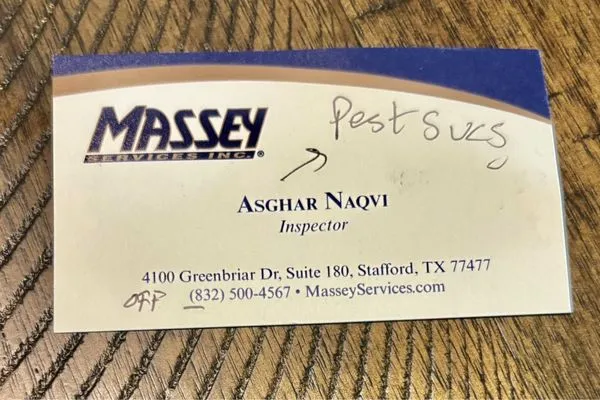 MASSEY
SERVICES INC.®
Pest Svcs
ASGHAR NAQVI
Inspector
4100 Greenbriar Dr, Suite 180, Stafford, TX 77477
OFF (832) 500-4567 • MasseyServices.com